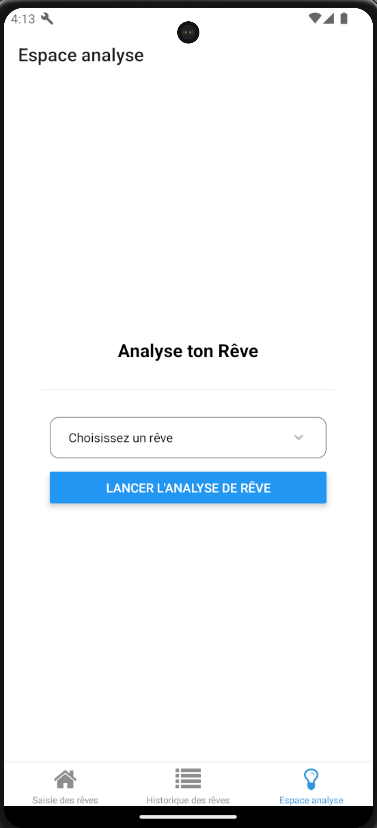 4:13
Espace analyse
Analyse ton Rêve
Choisissez un rêve
LANCER L'ANALYSE DE RÊVE
Saisie des rêves
Historique des rêves
Espace analyse